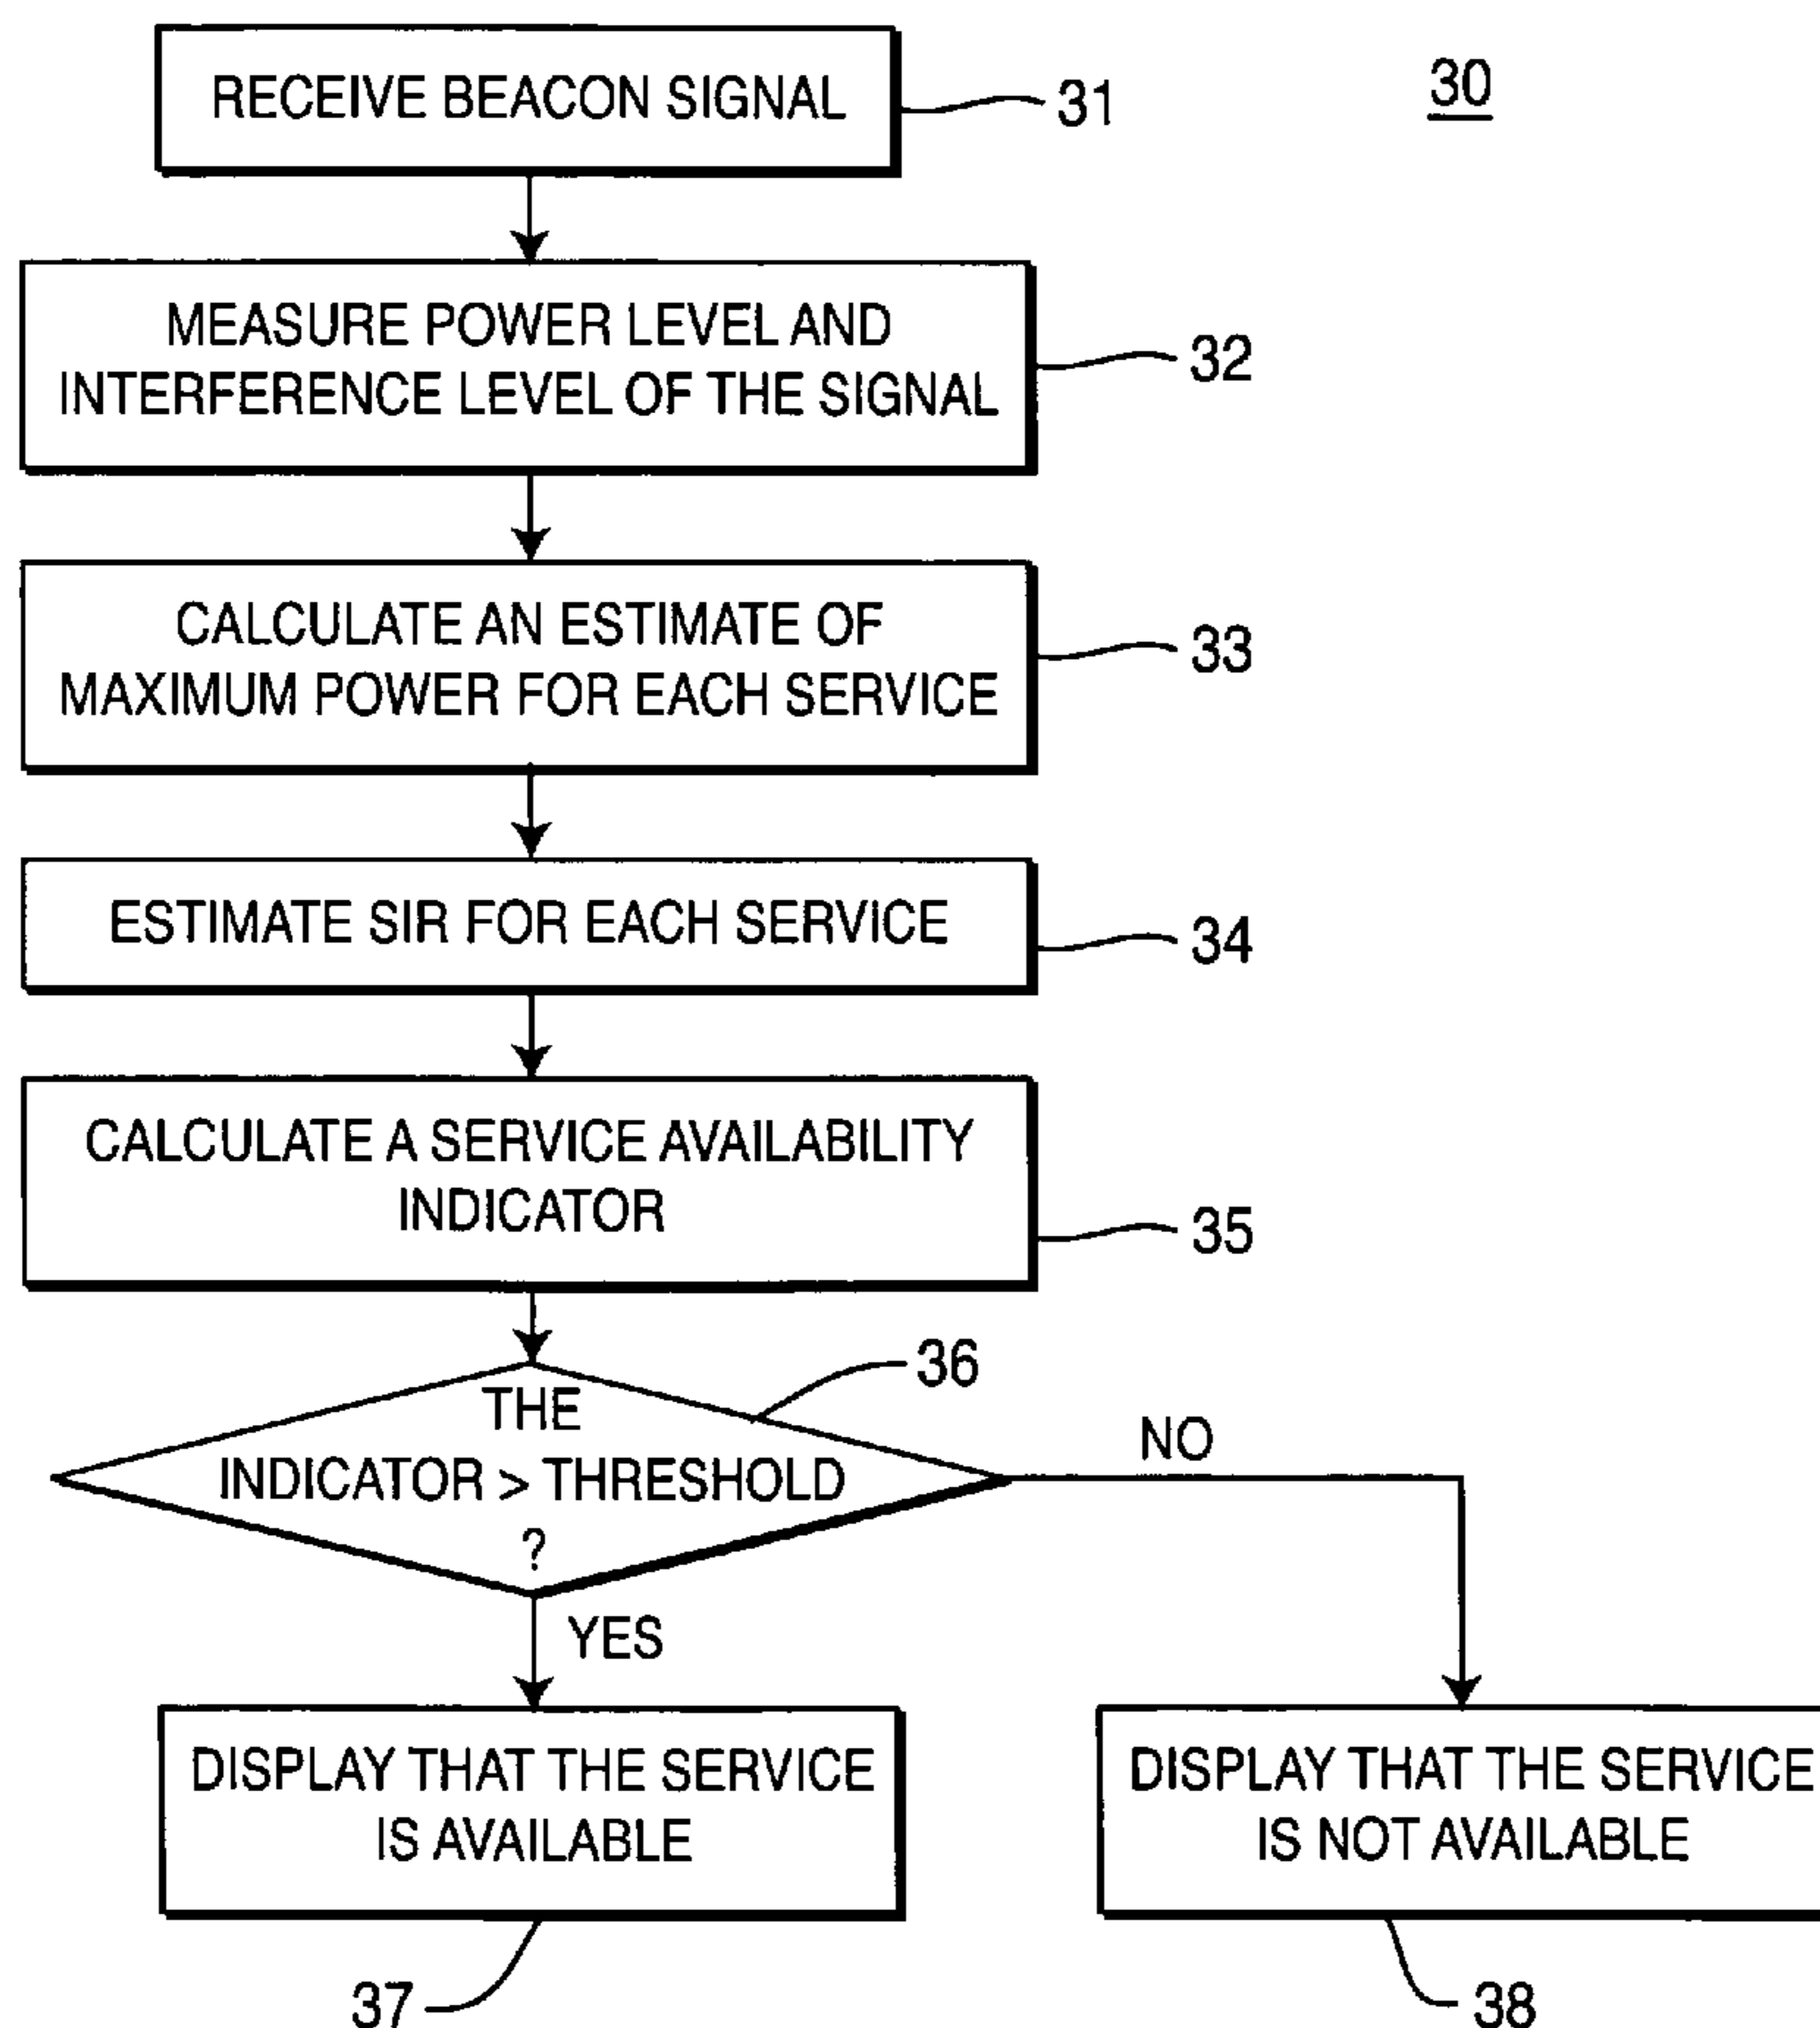 RECEIVE BEACON SIGNAL
31
30
MEASURE POWER LEVEL AND
INTERFERENCE LEVEL OF THE SIGNAL
32
CALCULATE AN ESTIMATE OF
MAXIMUM POWER FOR EACH SERVICE
33
ESTIMATE SIR FOR EACH SERVICE
34
CALCULATE A SERVICE AVAILABILITY
INDICATOR
35
36
THE
INDICATOR > THRESHOLD
?
NO
YES
DISPLAY THAT THE SERVICE
IS AVAILABLE
DISPLAY THAT THE SERVICE
IS NOT AVAILABLE
37
38